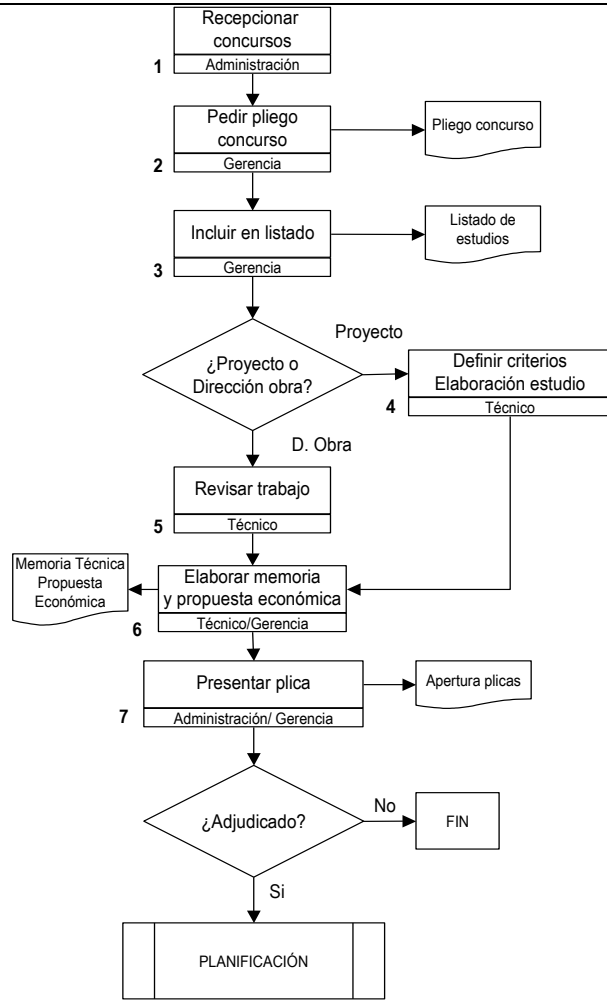 Recepcionar
concursos
1
Administración
Pedir pliego
concurso
2
Gerencia
Pliego concurso
Incluir en listado
3
Gerencia
Listado de
estudios
¿Proyecto o
Dirección obra?
Proyecto
Definir criterios
Elaboración estudio
4
Técnico
D. Obra
Revisar trabajo
5
Técnico
Memoria Técnica
Propuesta
Económica
Elaborar memoria
y propuesta económica
6
Técnico/Gerencia
Presentar plica
7
Administración/ Gerencia
Apertura plicas
¿Adjudicado?
No
FIN
Si
PLANIFICACIÓN